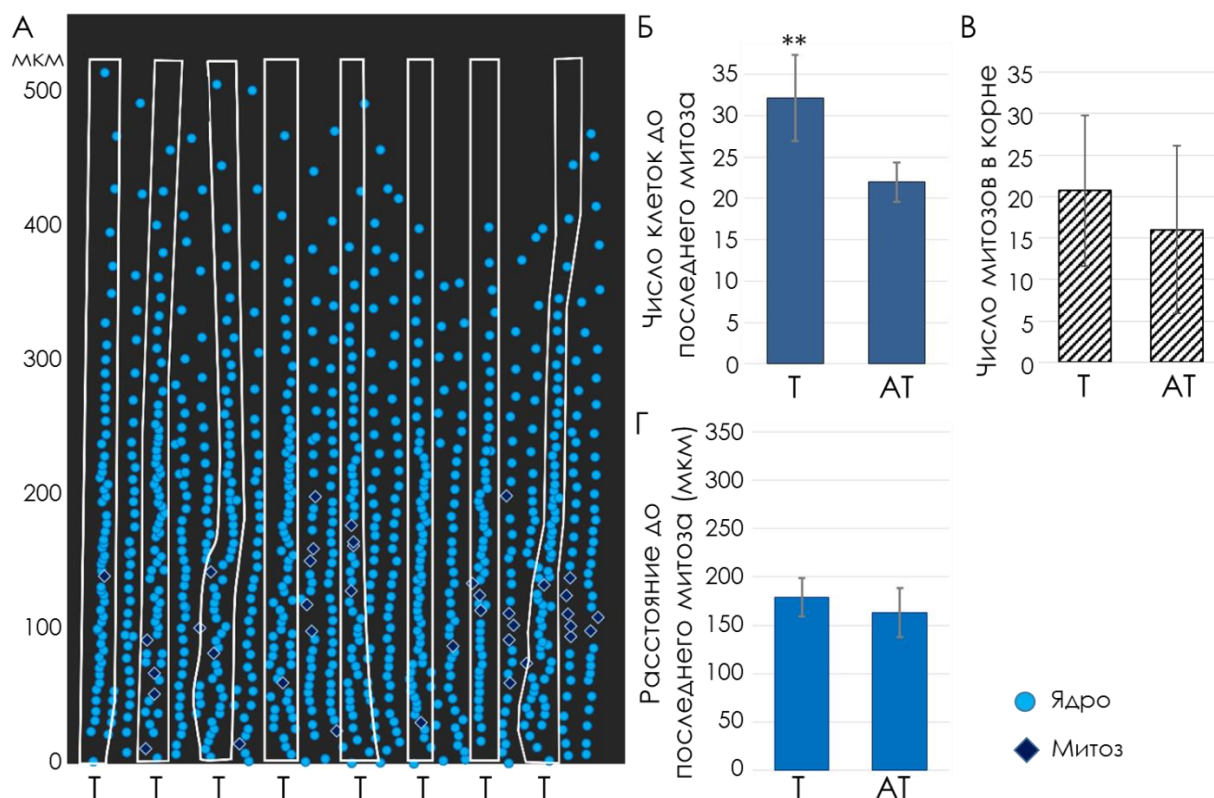 А
мкм
500
400
300
200
100
0
Т Т Т Т Т Т Т Т
Б
Число клеток до
последнего митоза
**
35
30
25
20
15
10
5
0
Т АТ
В
Число митозов в корне
35
30
25
20
15
10
5
0
Т АТ
Г
Расстояние до
последнего митоза (мкм)
350
300
250
200
150
100
50
0
Т АТ
Ядро
Митоз